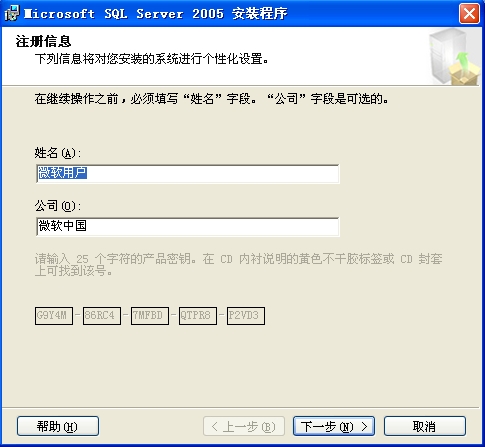 Microsoft SQL Server 2005 安装程序
注册信息
下列信息将对您安装的系统进行个性化设置。
在继续操作之前，必须填写“姓名”字段。“公司”字段是可选的。
姓名(A):
微软用户
公司(O):
微软中国
请输入 25 个字符的产品密钥。在 CD 内衬说明的黄色不干胶标签或 CD 封套
上可找到该号。
G9Y4M-86RC4-7MFBD-QTPR8-P2VD3
帮助(H) < 上一步(B) 下一步(N) > 取消